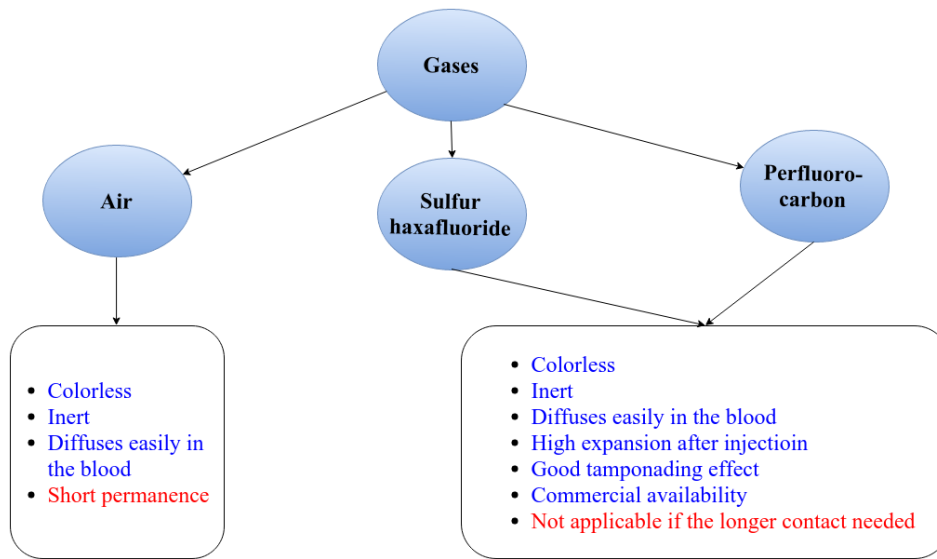 Gases
Air
Sulfur
haxafluoride
Perfluoro-
carbon
Colorless
Inert
Diffuses easily in
the blood
Short permanence
Colorless
Inert
Diffuses easily in the blood
High expansion after injectioin
Good tamponading effect
Commercial availability
Not applicable if the longer contact needed